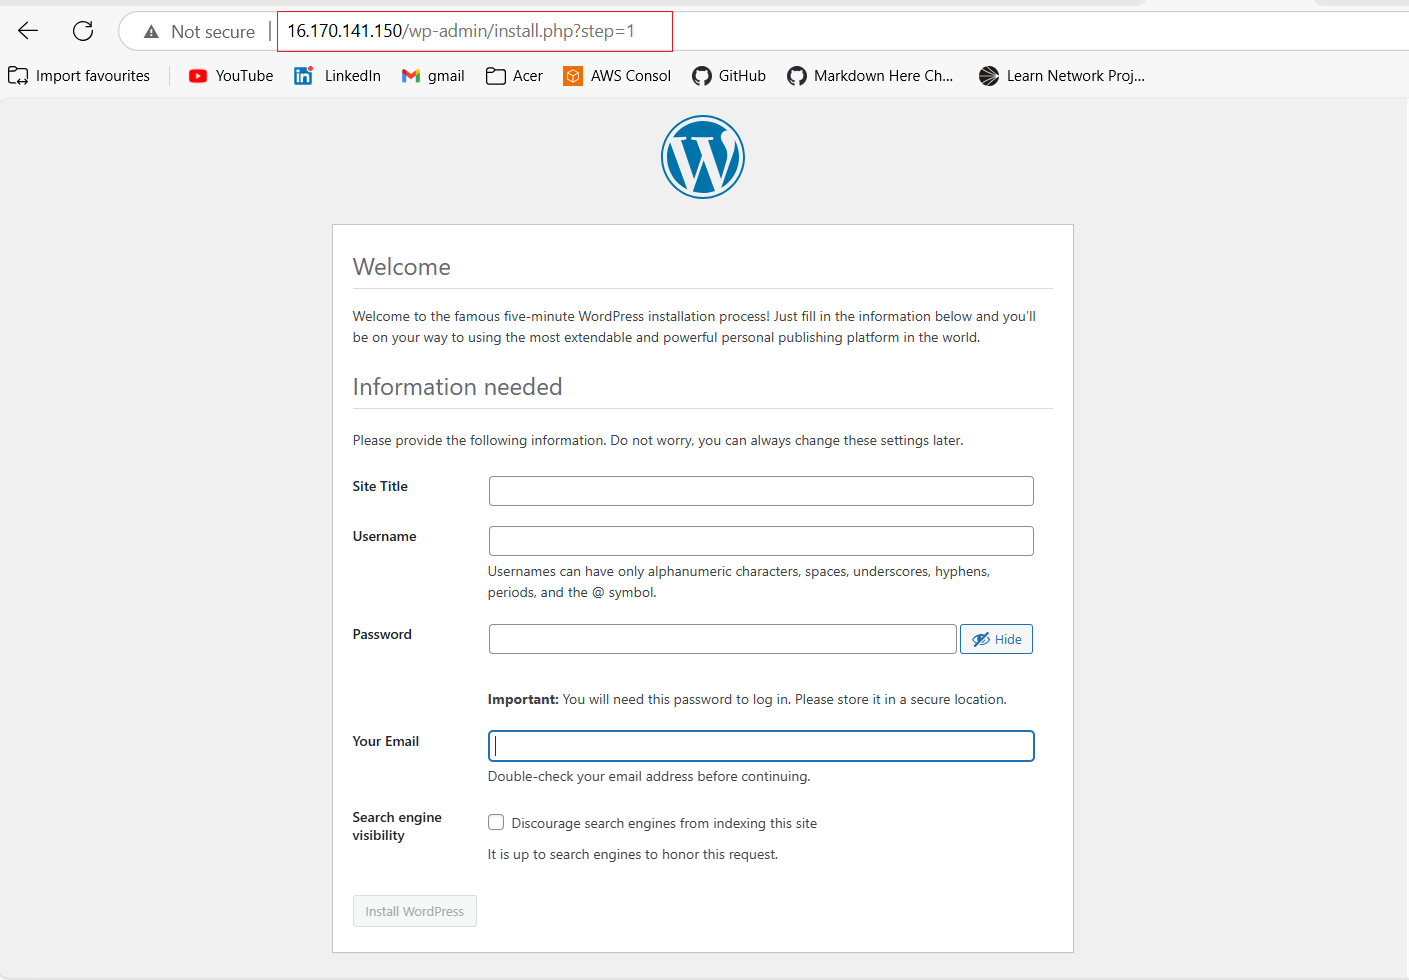 Not secure | 16.170.141.150/wp-admin/install.php?step=1
Import favourites YouTube LinkedIn gmail Acer AWS Consol GitHub Markdown Here Ch... Learn Network Proj...
Welcome
Welcome to the famous five-minute WordPress installation process! Just fill in the information below and you’ll
be on your way to using the most extendable and powerful personal publishing platform in the world.
Information needed
Please provide the following information. Do not worry, you can always change these settings later.
Site Title
Username
Usernames can have only alphanumeric characters, spaces, underscores, hyphens,
periods, and the @ symbol.
Password
Hide
Important: You will need this password to log in. Please store it in a secure location.
Your Email
Double-check your email address before continuing.
Search engine
visibility
Discourage search engines from indexing this site
It is up to search engines to honor this request.
Install WordPress